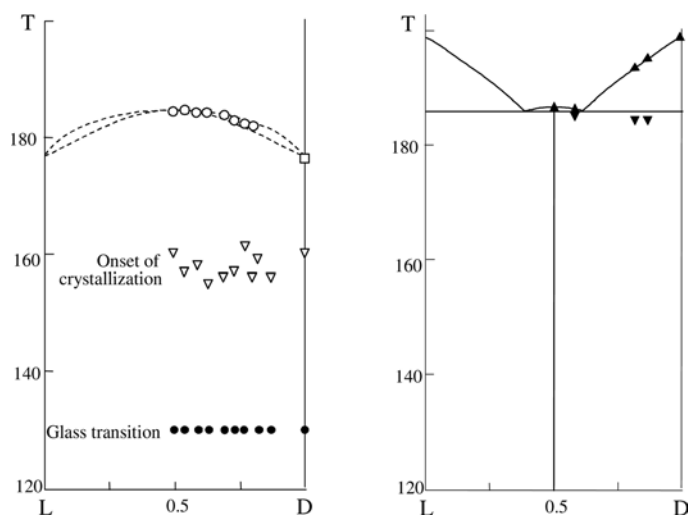 T
180
160
140
120
Onset of
crystallization
Glass transition
L
0.5
D
T
180
160
140
120
L
0.5
D